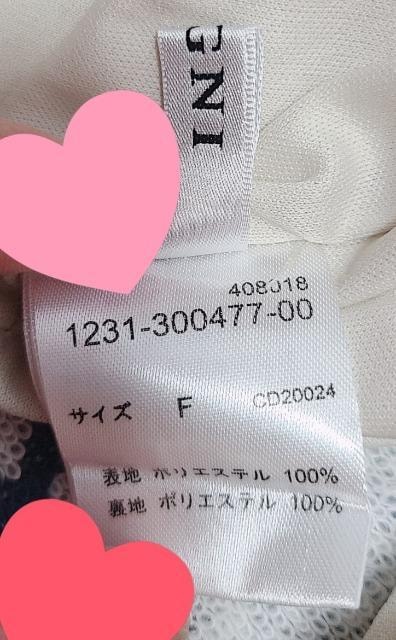 GNI
408018
1231-300477-00
サイズ F CD20024
表地 ポリエステル 100%
裏地 ポリエステル 100%